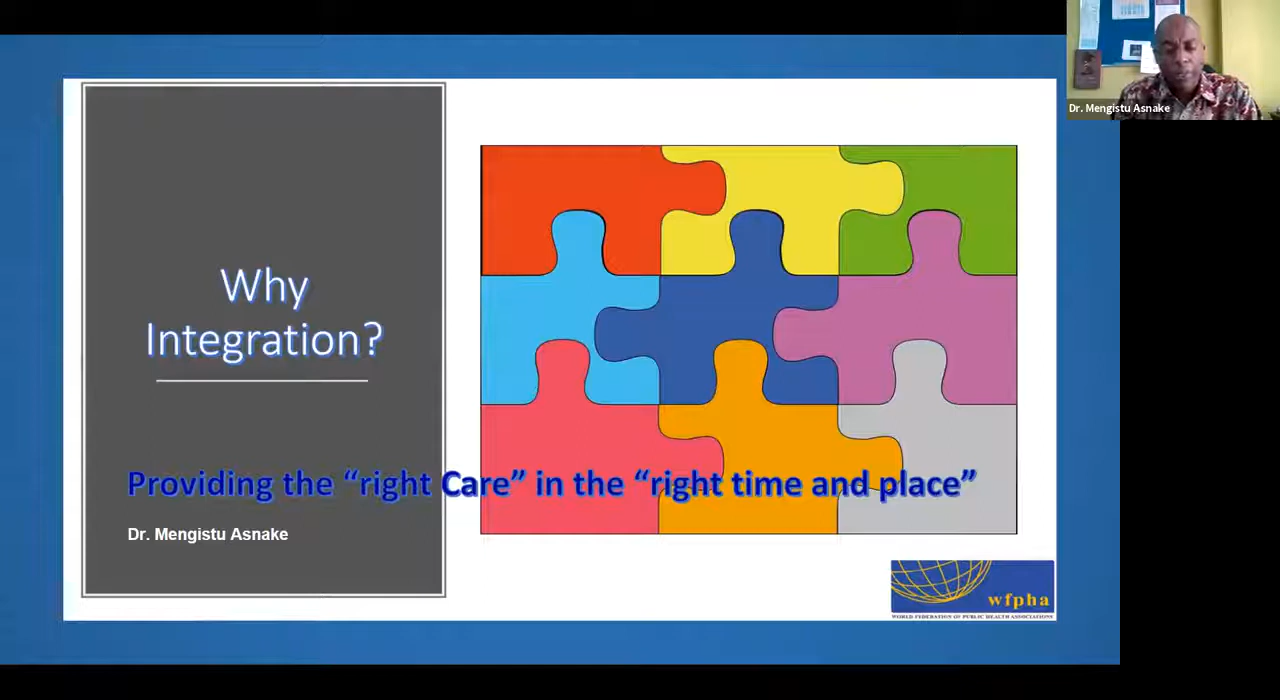 Dr. Mengistu Asnake
Why
Integration?
Providing the “right Care” in the “right time and place”
Dr. Mengistu Asnake
wfpha
WORLD FEDERATION OF PUBLIC HEALTH ASSOCIATIONS